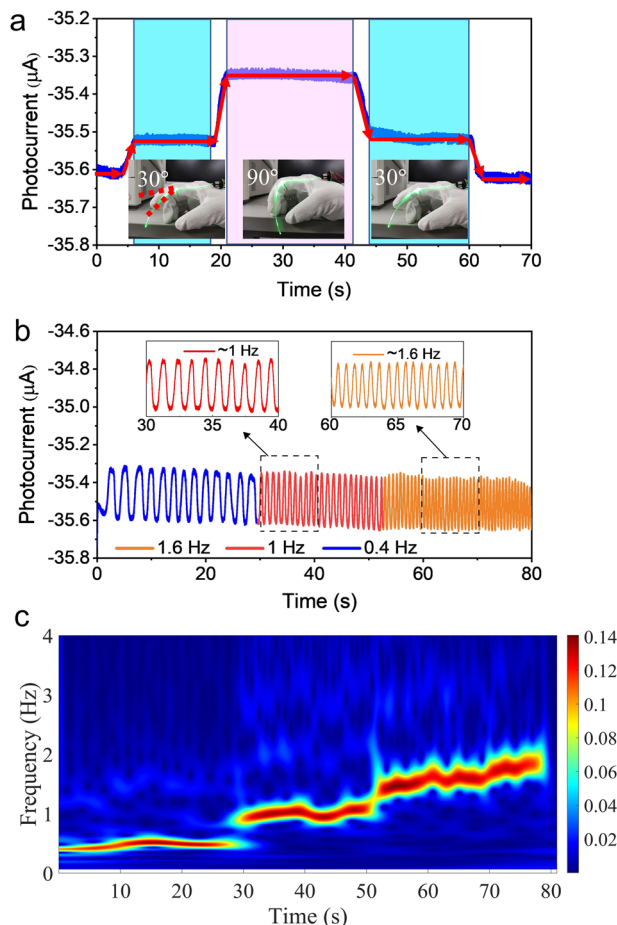 a
-35.2
-35.3
-35.4
-35.5
-35.6
-35.7
-35.8
Photocurrent (μA)
30°
90°
30°
0 10 20 30 40 50 60 70
Time (s)
b
-34.6
-34.8
-35.0
-35.2
-35.4
-35.6
-35.8
Photocurrent (μA)
~1 Hz
30 35 40
~1.6 Hz
60 65 70
1.6 Hz 1 Hz 0.4 Hz
0 20 40 60 80
Time (s)
c
4
3
2
1
0
Frequency (Hz)
0.14
0.12
0.10
0.08
0.06
0.04
0.02
10 20 30 40 50 60 70 80
Time (s)